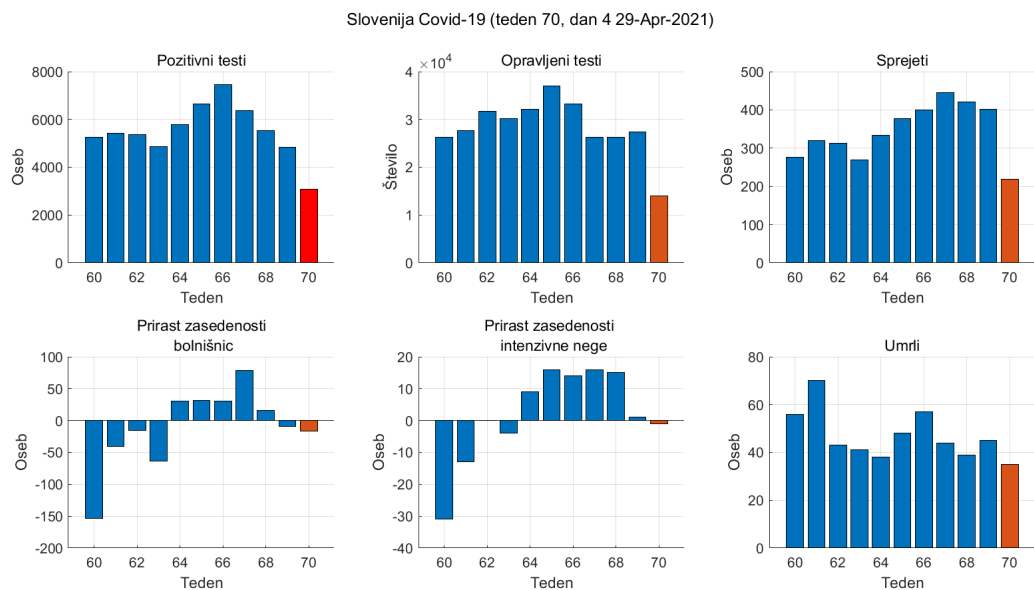 Slovenija Covid-19 (teden 70, dan 4 29-Apr-2021)
Pozitivni testi
8000
6000
4000
2000
0
Oseb
60 62 64 66 68 70
Teden
Opravljeni testi
×10^4
4
3
2
1
0
Število
60 62 64 66 68 70
Teden
Sprejeti
500
400
300
200
100
0
Oseb
60 62 64 66 68 70
Teden
Prirast zasedenosti
bolnišnic
100
50
0
-50
-100
-150
-200
Oseb
60 62 64 66 68 70
Teden
Prirast zasedenosti
intenzivne nege
20
10
0
-10
-20
-30
-40
Oseb
60 62 64 66 68 70
Teden
Umrli
80
60
40
20
0
Oseb
60 62 64 66 68 70
Teden